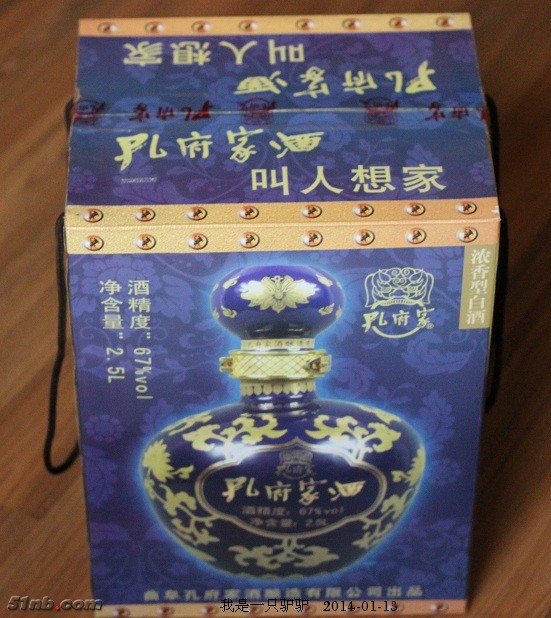 孔府家酒
叫人想家
孔府家酒
叫人想家
浓香型白酒
孔府家
酒精度：67%vol
净含量：2.5L
孔府家酒
酒精度：67%vol
净含量：2.5L
曲阜孔府家酒酒业有限公司出品
51nb.com
我是一只驴驴 2014-01-13